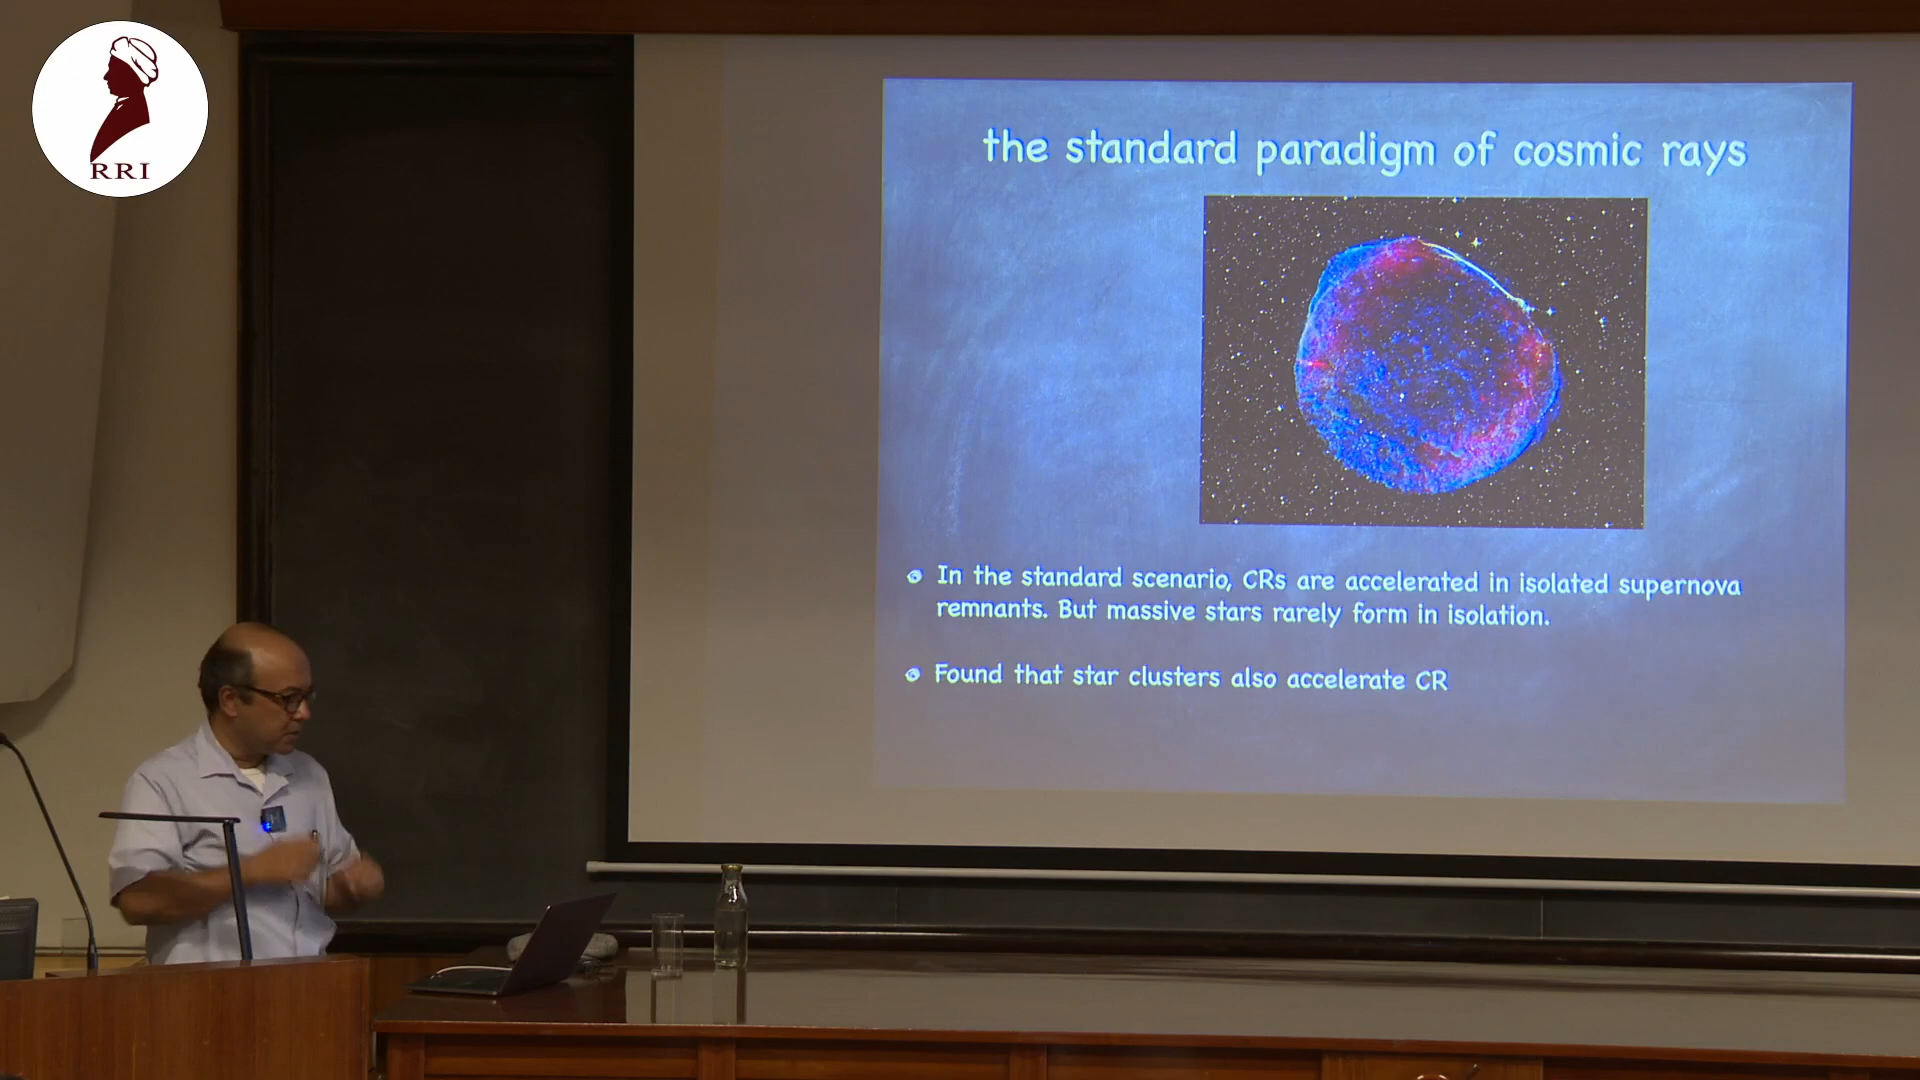 RRI
the standard paradigm of cosmic rays
In the standard scenario, CRs are accelerated in isolated supernova
remnants. But massive stars rarely form in isolation.
Found that star clusters also accelerate CR